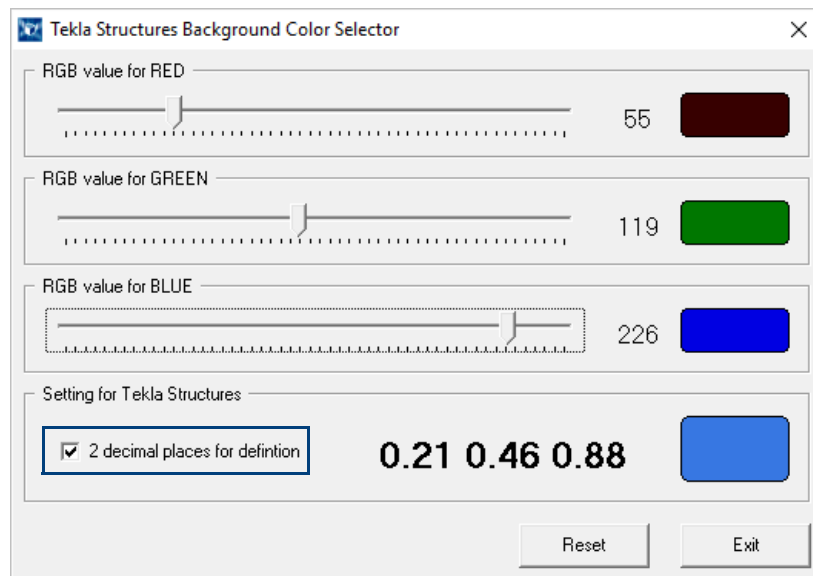 Tekla Structures Background Color Selector
RGB value for RED
55
RGB value for GREEN
119
RGB value for BLUE
226
Setting for Tekla Structures
2 decimal places for defintion
0.21 0.46 0.88
Reset
Exit